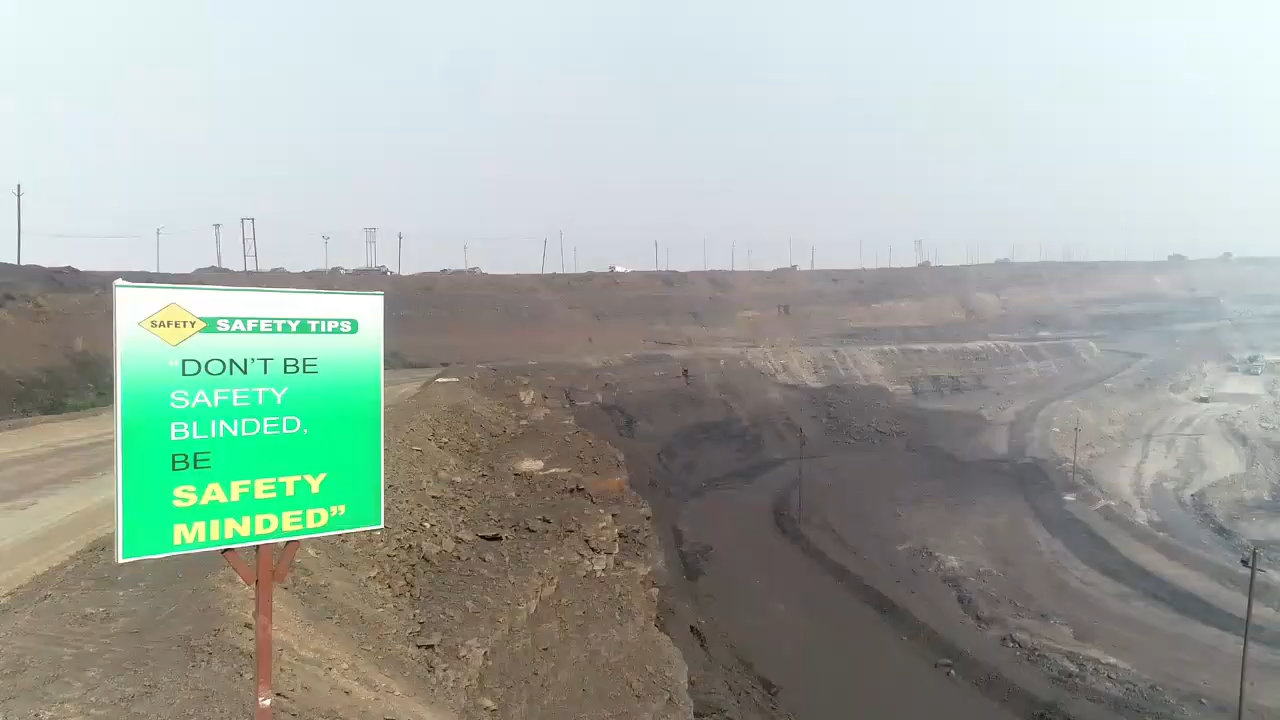 SAFETY SAFETY TIPS
“DON'T BE
SAFETY
BLINDED,
BE
SAFETY
MINDED”